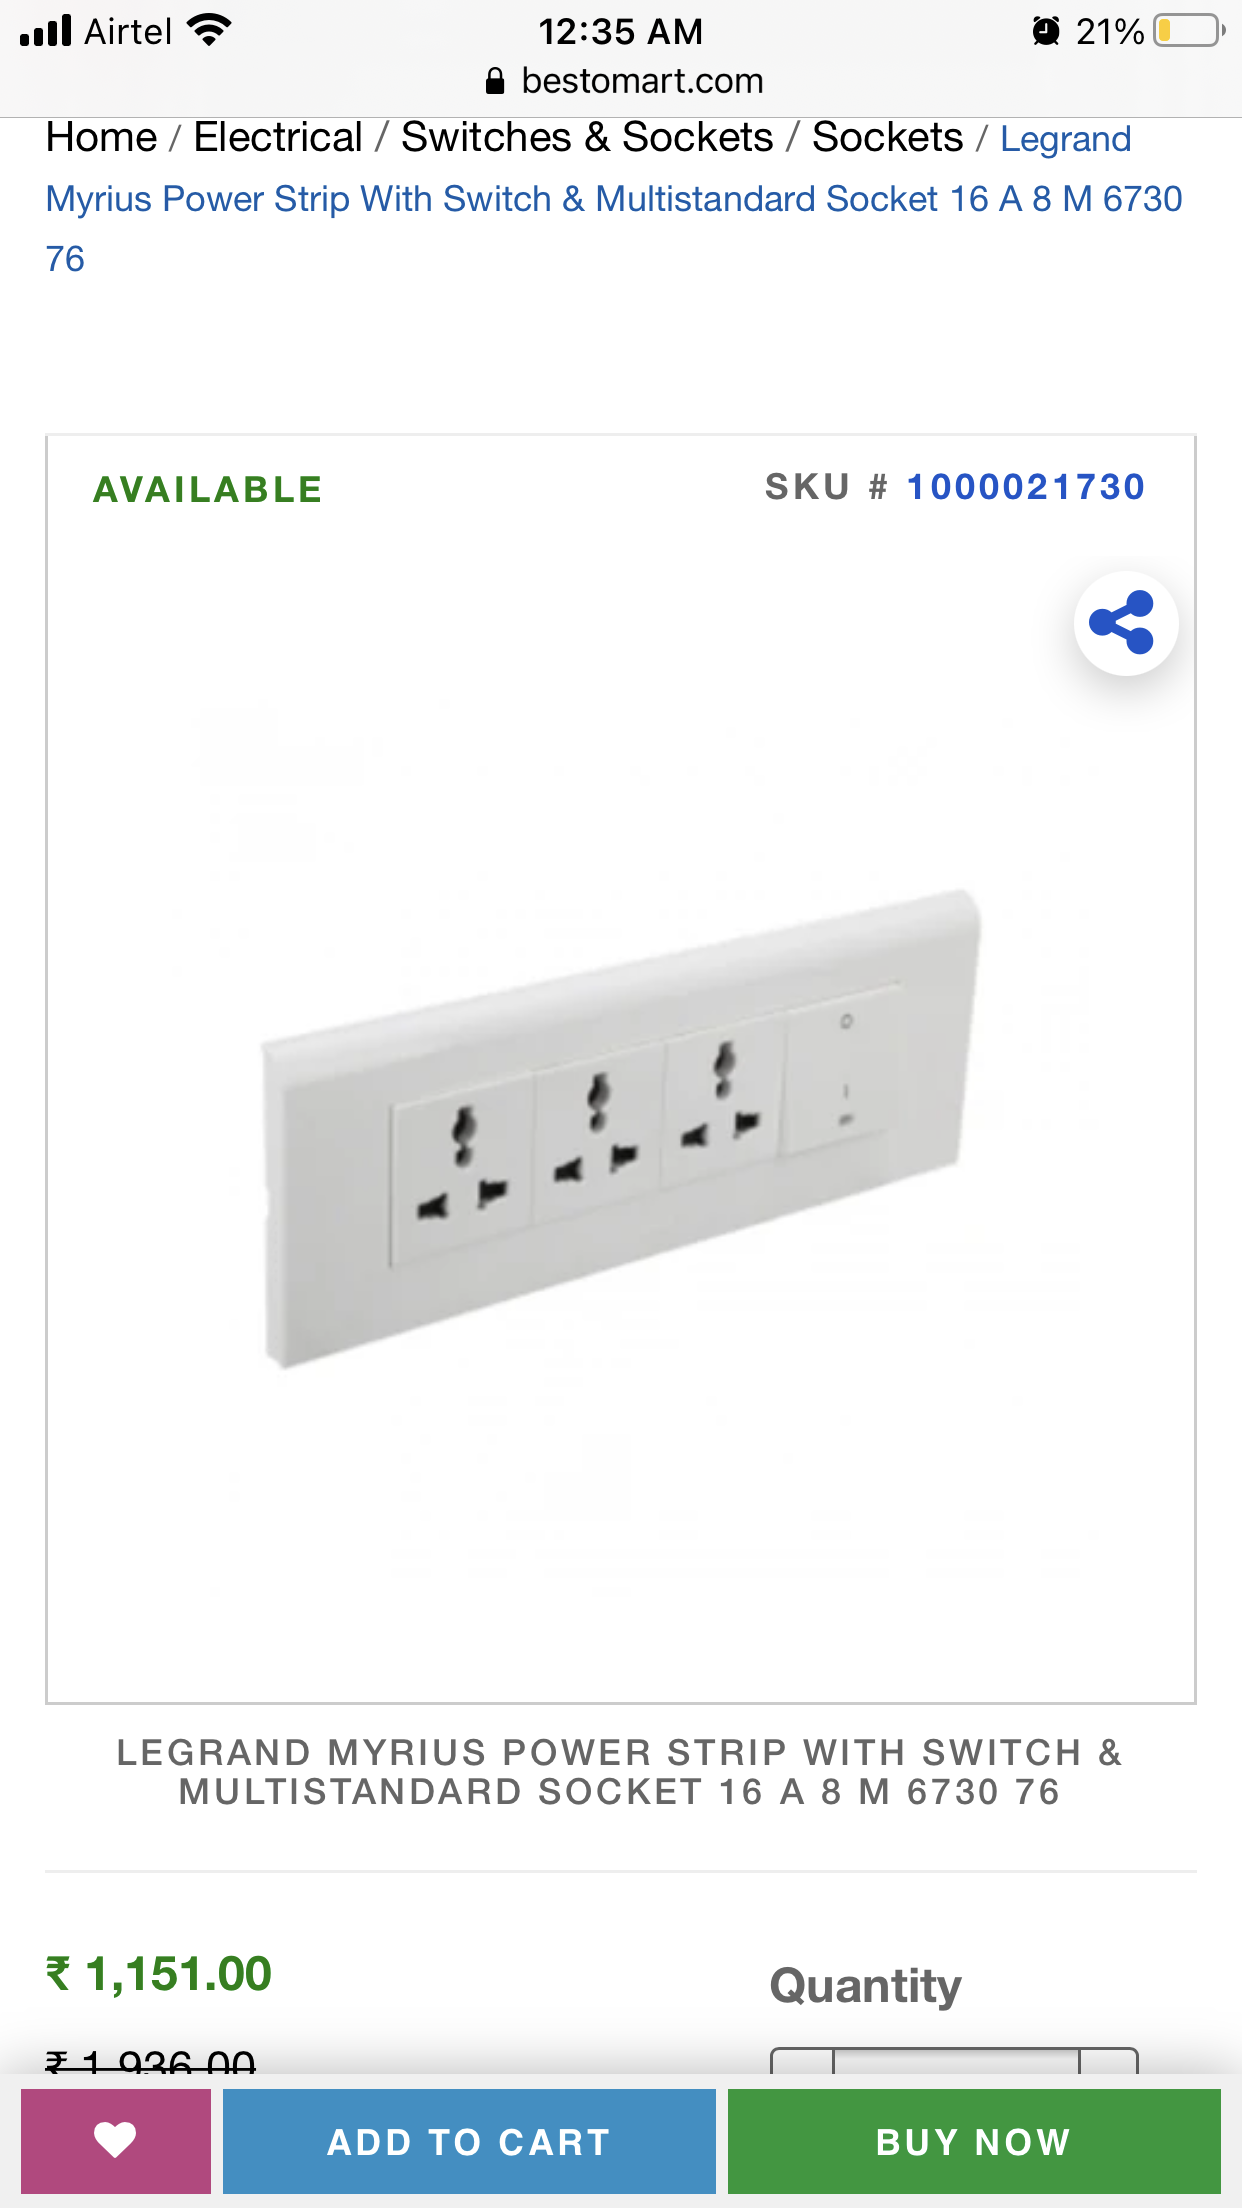 Airtel 12:35 AM 21%
bestomart.com
Home / Electrical / Switches & Sockets / Sockets / Legrand
Myrius Power Strip With Switch & Multistandard Socket 16 A 8 M 6730
76
AVAILABLE SKU # 1000021730
LEGRAND MYRIUS POWER STRIP WITH SWITCH &
MULTISTANDARD SOCKET 16 A 8 M 6730 76
₹ 1,151.00
Quantity
₹ 1,936.00
ADD TO CART BUY NOW